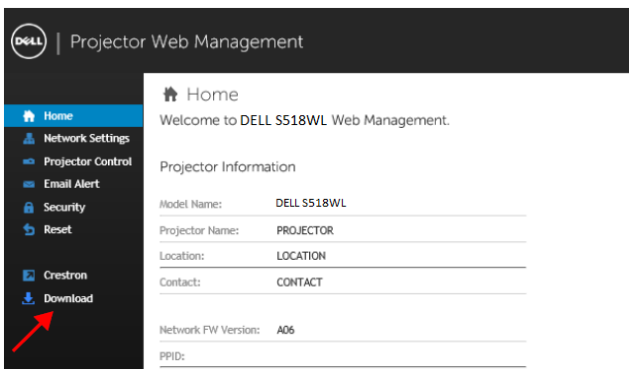 DELL | Projector Web Management
Home
Network Settings
Projector Control
Email Alert
Security
Reset
Crestron
Download
Home
Welcome to DELL S518WL Web Management.
Projector Information
Model Name: DELL S518WL
Projector Name: PROJECTOR
Location: LOCATION
Contact: CONTACT
Network FW Version: A06
PPID: